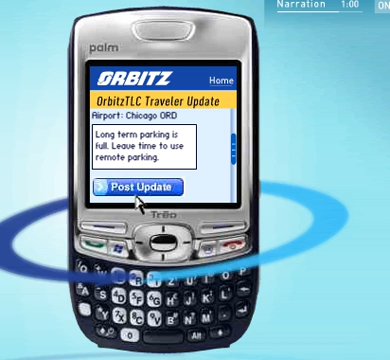 Narration 1:00 ON
palm
ORBITZ
Home
OrbitzTLC Traveler Update
Airport: Chicago ORD
Long term parking is
full. Leave time to use
remote parking.
Post Update
Treo